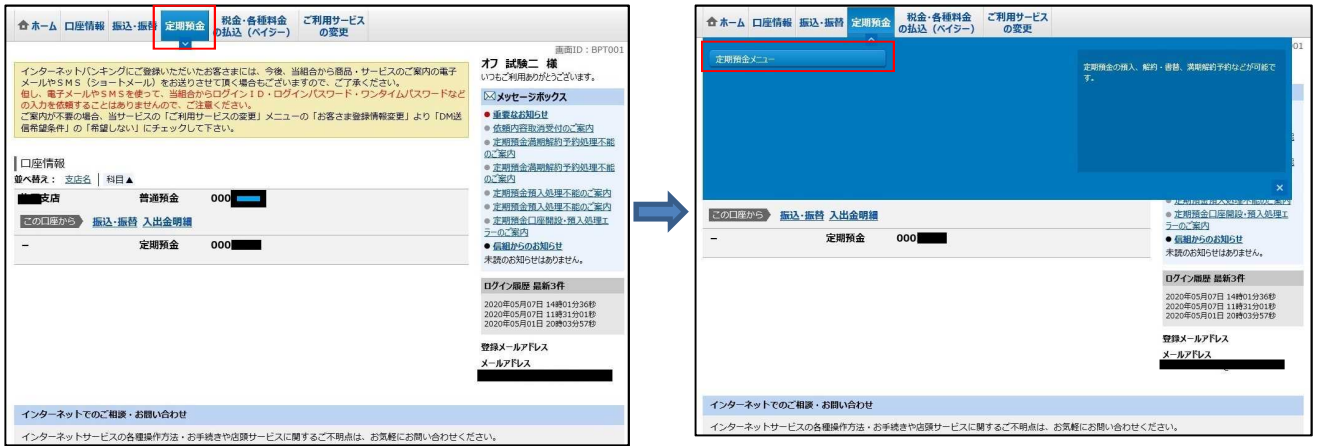 ホーム 口座情報 振込・振替 定期預金 税金・各種料金の払込（ペイジー） ご利用サービスの変更
画面ID：BPT001
インターネットバンキングにご登録いただいたお客さまには、今後、当組合から商品・サービスのご案内の電子
メールやＳＭＳ（ショートメール）をお送りさせて頂く場合もございますので、ご了承ください。
但し、電子メールやＳＭＳを使って、当組合からログインＩＤ・ログインパスワード・ワンタイムパスワードなど
の入力を依頼することはありませんので、ご注意ください。
ご案内が不要の場合、当サービスの「ご利用サービスの変更」メニューの「お客さま登録情報変更」より「DM送
信希望条件」の「希望しない」にチェックして下さい。
口座情報
並べ替え： 支店名 科目▲
支店 普通預金 000
この口座から 振込・振替 入出金明細
－ 定期預金 000
オフ 試験二 様
いつもご利用ありがとうございます。
メッセージボックス
重要なお知らせ
依頼内容取消受付のご案内
定期預金満期解約予約処理不能
のご案内
定期預金満期解約予約処理不能
のご案内
定期預金預入処理不能のご案内
定期預金預入処理不能のご案内
定期預金口座開設・預入処理エ
ラーのご案内
信組からのお知らせ
未読のお知らせはありません。
ログイン履歴 最新3件
2020年05月07日 14時01分36秒
2020年05月07日 11時31分01秒
2020年05月01日 20時03分57秒
登録メールアドレス
メールアドレス
インターネットでのご相談・お問い合わせ
インターネットサービスの各種操作方法・お手続きや店頭サービスに関するご不明点は、お気軽にお問い合わせください。
ホーム 口座情報 振込・振替 定期預金 税金・各種料金の払込（ペイジー） ご利用サービスの変更
01
定期預金メニュー
定期預金の預入、解約・書替、満期解約予約などが可能で
す。
この口座から 振込・振替 入出金明細
－ 定期預金 000
定期預金口座開設・預入処理エ
ラーのご案内
信組からのお知らせ
未読のお知らせはありません。
ログイン履歴 最新3件
2020年05月07日 14時01分36秒
2020年05月07日 11時31分01秒
2020年05月01日 20時03分57秒
登録メールアドレス
メールアドレス
インターネットでのご相談・お問い合わせ
インターネットサービスの各種操作方法・お手続きや店頭サービスに関するご不明点は、お気軽にお問い合わせください。